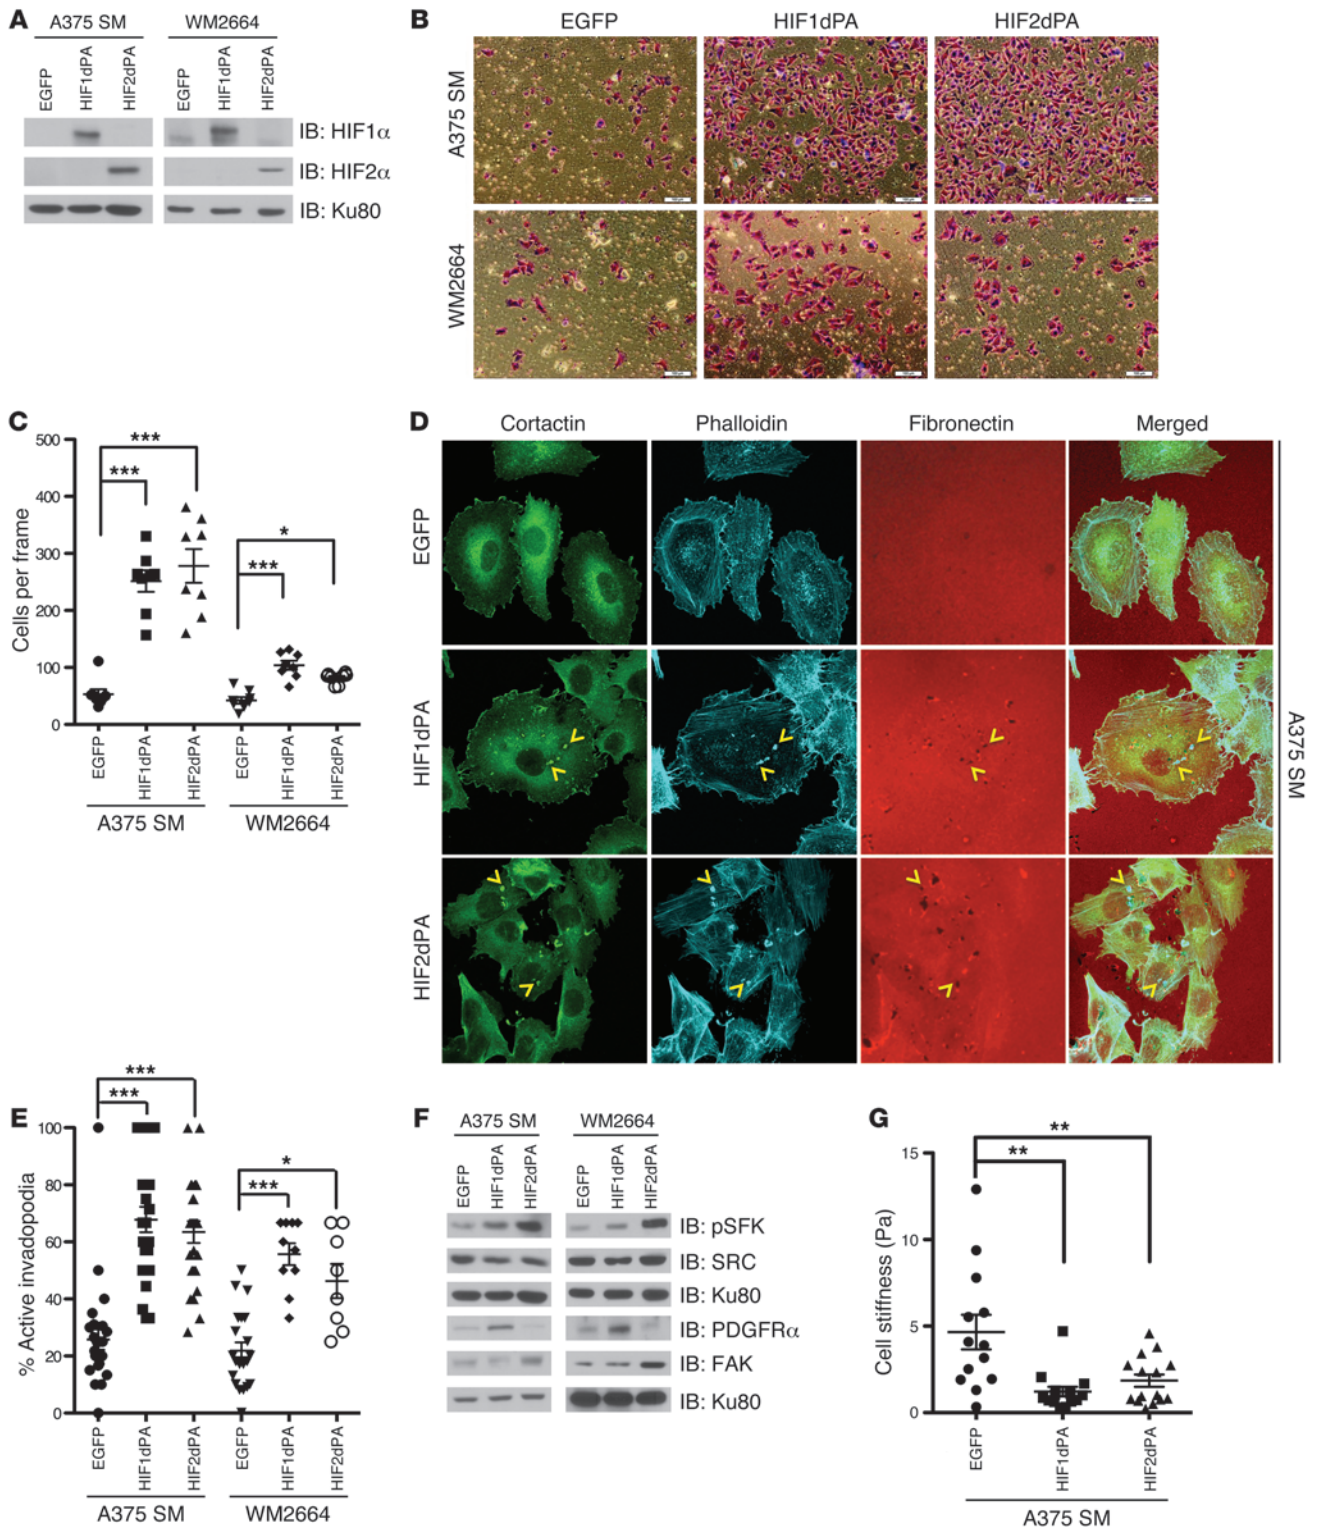 A
A375 SM WM2664
EGFP HIF1dPA HIF2dPA EGFP HIF1dPA HIF2dPA
IB: HIF1α
IB: HIF2α
IB: Ku80
B
EGFP HIF1dPA HIF2dPA
A375 SM
WM2664
C
Cells per frame
500
400
300
200
100
0
*** *** *** *
EGFP HIF1dPA HIF2dPA EGFP HIF1dPA HIF2dPA
A375 SM WM2664
D
Cortactin Phalloidin Fibronectin Merged
EGFP
HIF1dPA
HIF2dPA
A375 SM
E
% Active invadopodia
100
80
60
40
20
0
*** *** *** *
EGFP HIF1dPA HIF2dPA EGFP HIF1dPA HIF2dPA
A375 SM WM2664
F
A375 SM WM2664
EGFP HIF1dPA HIF2dPA EGFP HIF1dPA HIF2dPA
IB: pSFK
IB: SRC
IB: Ku80
IB: PDGFRα
IB: FAK
IB: Ku80
G
Cell stiffness (Pa)
15
10
5
0
** **
EGFP HIF1dPA HIF2dPA
A375 SM